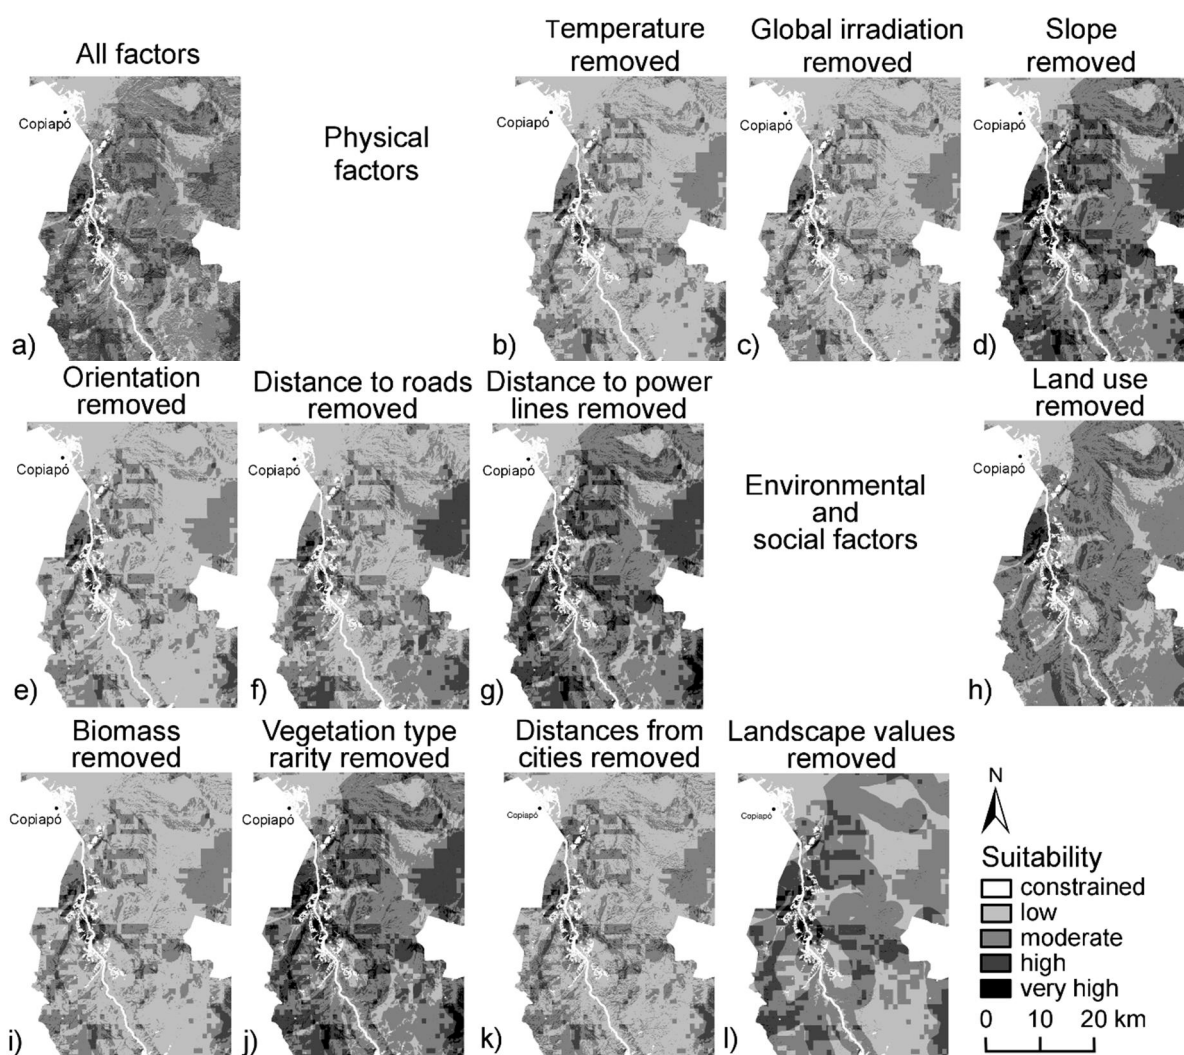 All factors
Copiapó
a)
Physical
factors
Temperature
removed
Copiapó
b)
Global irradiation
removed
Copiapó
c)
Slope
removed
Copiapó
d)
Orientation
removed
Copiapó
e)
Distance to roads
removed
Copiapó
f)
Distance to power
lines removed
Copiapó
g)
Environmental
and
social factors
Land use
removed
Copiapó
h)
Biomass
removed
Copiapó
i)
Vegetation type
rarity removed
Copiapó
j)
Distances from
cities removed
Copiapó
k)
Landscape values
removed
Copiapó
l)
N
Suitability
constrained
low
moderate
high
very high
0 10 20 km